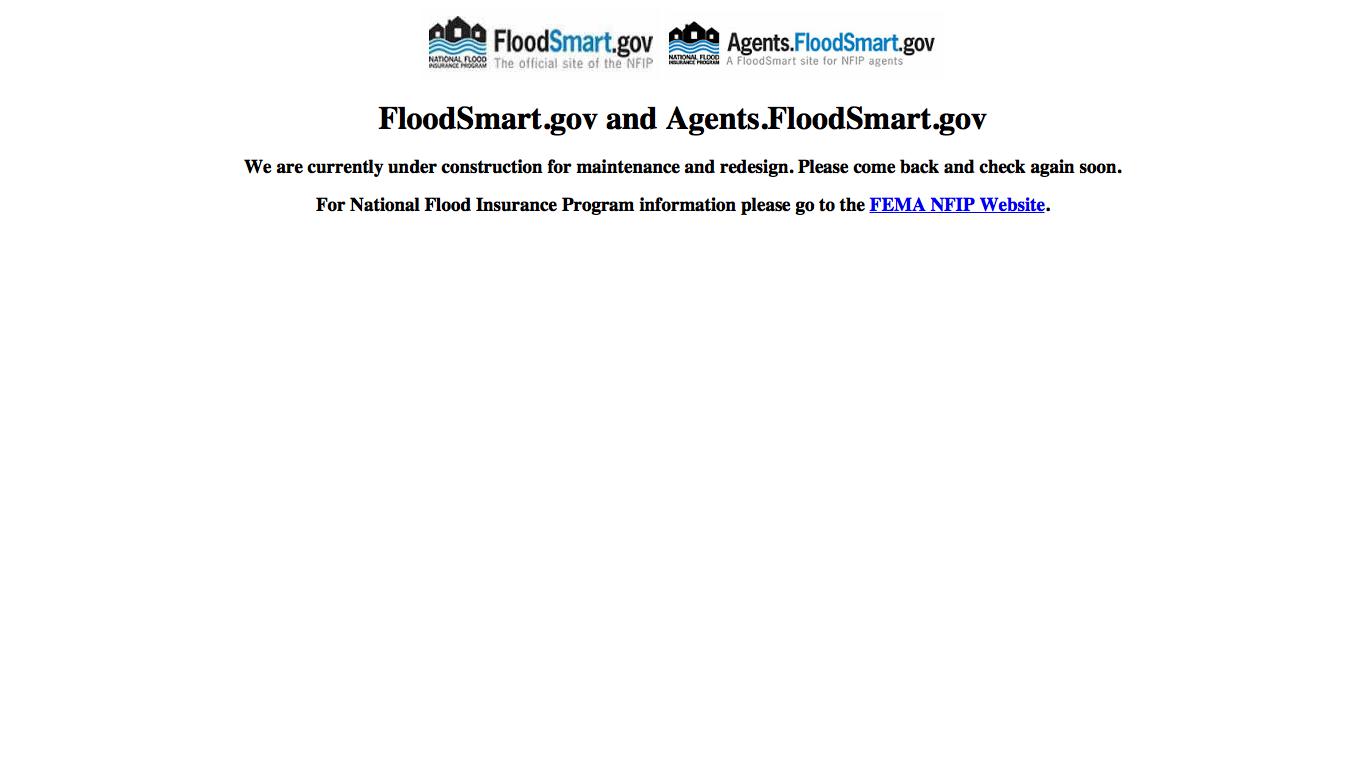 FloodSmart.gov
The official site of the NFIP
NATIONAL FLOOD
INSURANCE PROGRAM
Agents.FloodSmart.gov
A FloodSmart site for NFIP agents
NATIONAL FLOOD
INSURANCE PROGRAM
FloodSmart.gov and Agents.FloodSmart.gov
We are currently under construction for maintenance and redesign. Please come back and check again soon.
For National Flood Insurance Program information please go to the FEMA NFIP Website.